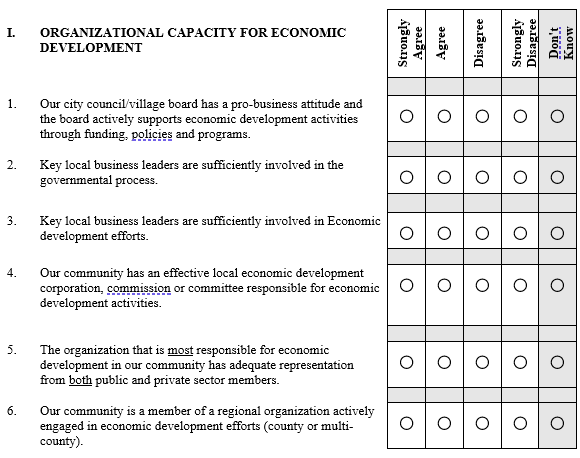 I. ORGANIZATIONAL CAPACITY FOR ECONOMIC
DEVELOPMENT
Strongly
Agree
Agree
Disagree
Strongly
Disagree
Don't
Know
1. Our city council/village board has a pro-business attitude and
the board actively supports economic development activities
through funding, policies and programs.
2. Key local business leaders are sufficiently involved in the
governmental process.
3. Key local business leaders are sufficiently involved in Economic
development efforts.
4. Our community has an effective local economic development
corporation, commission or committee responsible for economic
development activities.
5. The organization that is most responsible for economic
development in our community has adequate representation
from both public and private sector members.
6. Our community is a member of a regional organization actively
engaged in economic development efforts (county or multi-
county).